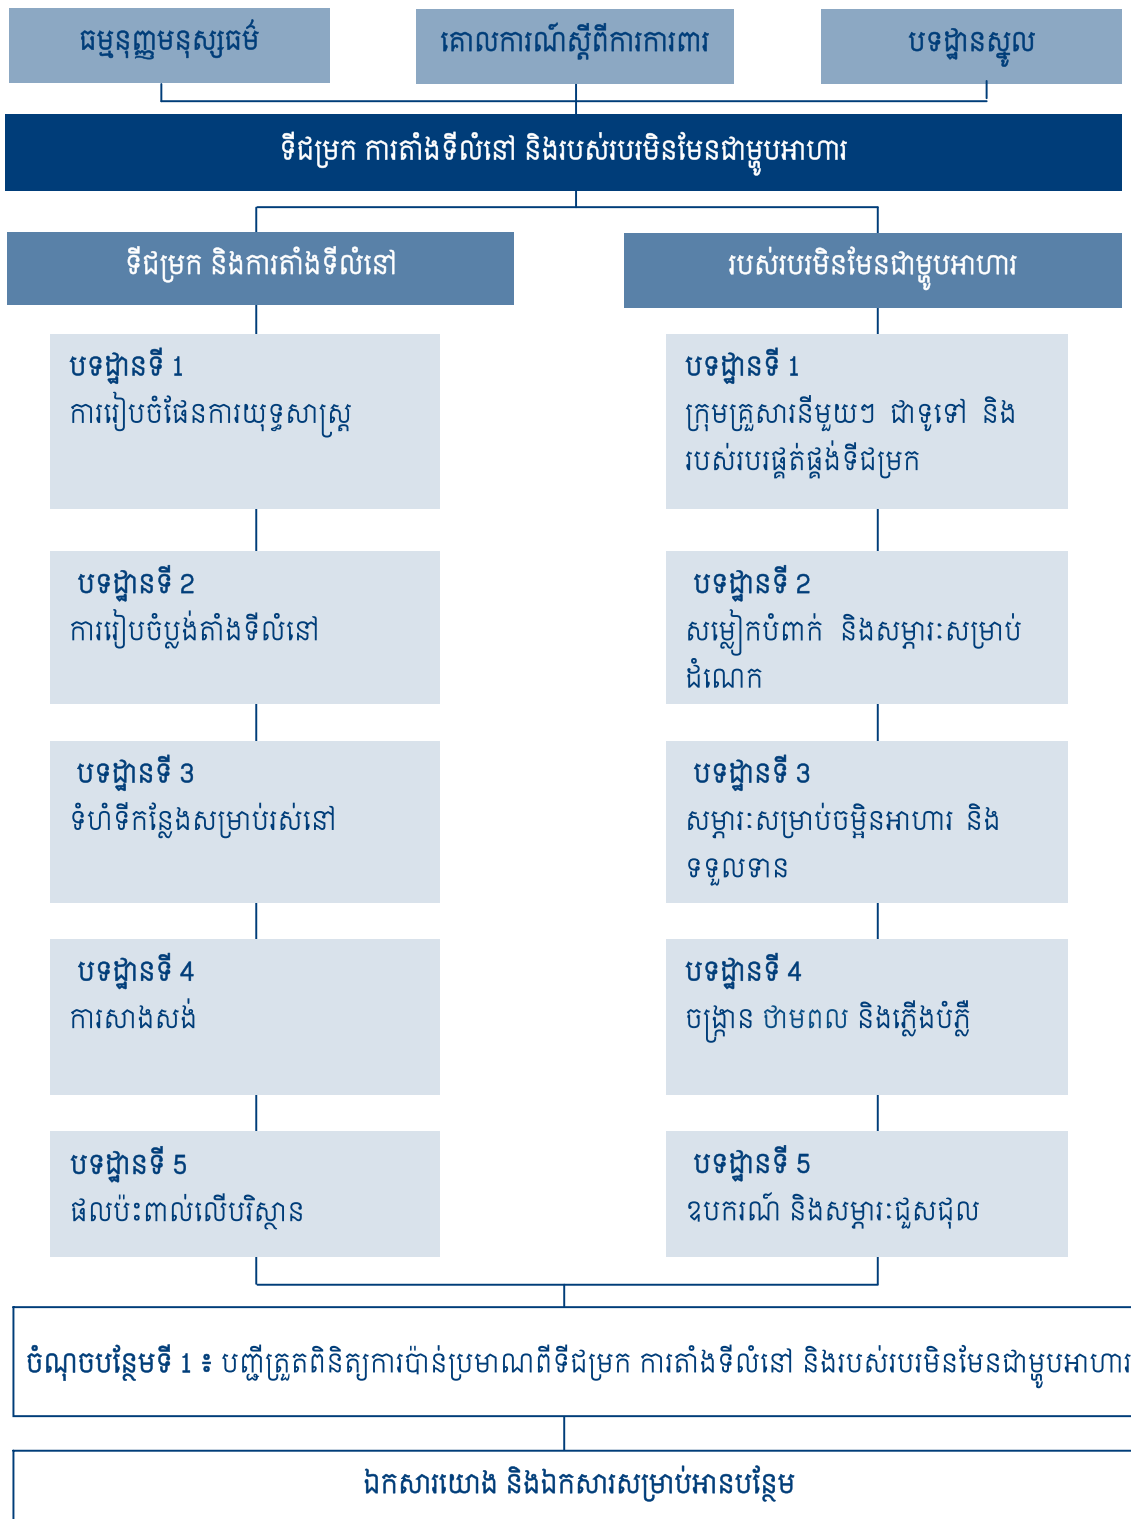 ធម្មនុញ្ញមនុស្សធម៌
គោលការណ៍ស្តីពីការការពារ
បទដ្ឋានស្នូល
ទីជម្រក ការតាំងទីលំនៅ និងរបស់របរមិនមែនជាម្ហូបអាហារ
ទីជម្រក និងការតាំងទីលំនៅ
របស់របរមិនមែនជាម្ហូបអាហារ
បទដ្ឋានទី 1
ការរៀបចំផែនការយុទ្ធសាស្ត្រ
បទដ្ឋានទី 2
ការរៀបចំប្លង់តាំងទីលំនៅ
បទដ្ឋានទី 3
ទំហំទីកន្លែងសម្រាប់រស់នៅ
បទដ្ឋានទី 4
ការសាងសង់
បទដ្ឋានទី 5
ផលប៉ះពាល់លើបរិស្ថាន
បទដ្ឋានទី 1
ក្រុមគ្រួសារនីមួយៗ ជាទូទៅ និង
របស់របរផ្គត់ផ្គង់ទីជម្រក
បទដ្ឋានទី 2
សម្លៀកបំពាក់ និងសម្ភារៈសម្រាប់
ដំណេក
បទដ្ឋានទី 3
សម្ភារៈសម្រាប់ចម្អិនអាហារ និង
ទទួលទាន
បទដ្ឋានទី 4
ចង្ក្រាន ថាមពល និងភ្លើងបំភ្លឺ
បទដ្ឋានទី 5
ឧបករណ៍ និងសម្ភារៈជួសជុល
ចំណុចបន្ថែមទី 1 ៖ បញ្ជីត្រួតពិនិត្យការប៉ាន់ប្រមាណពីទីជម្រក ការតាំងទីលំនៅ និងរបស់របរមិនមែនជាម្ហូបអាហារ
ឯកសារយោង និងឯកសារសម្រាប់អានបន្ថែម